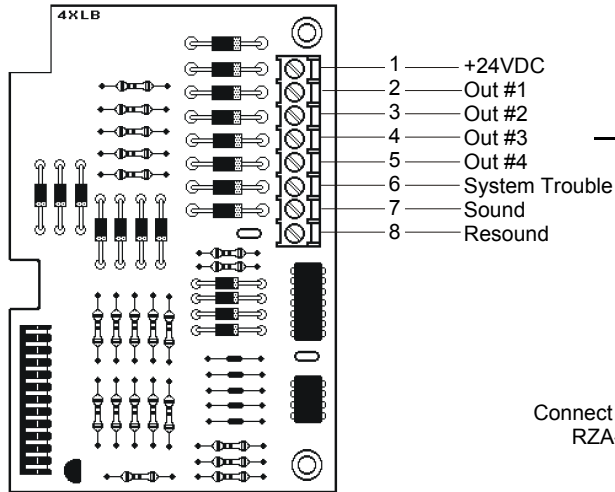 4XLB
1 +24VDC
2 Out #1
3 Out #2
4 Out #3
5 Out #4
6 System Trouble
7 Sound
8 Resound
Connect
RZA